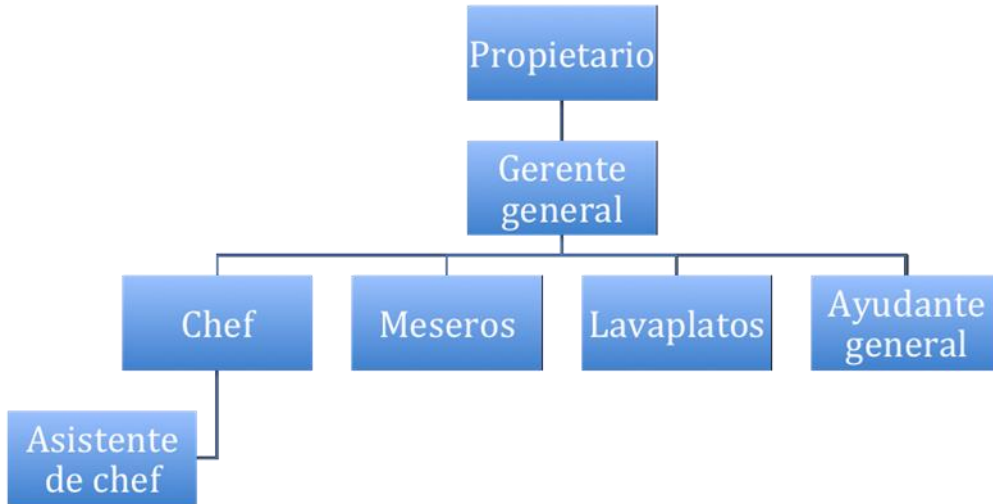 Propietario
Gerente
general
Chef
Meseros
Lavaplatos
Ayudante
general
Asistente
de chef